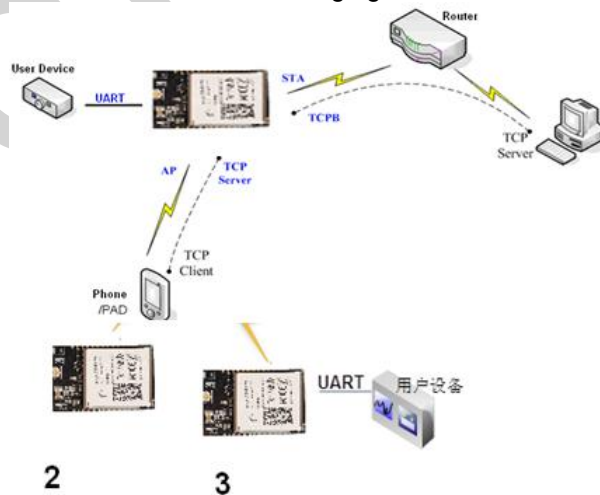 Router
User Device
UART
STA
TCPB
TCP
Server
AP
TCP
Server
TCP
Client
Phone
/PAD
UART
用户设备
2
3